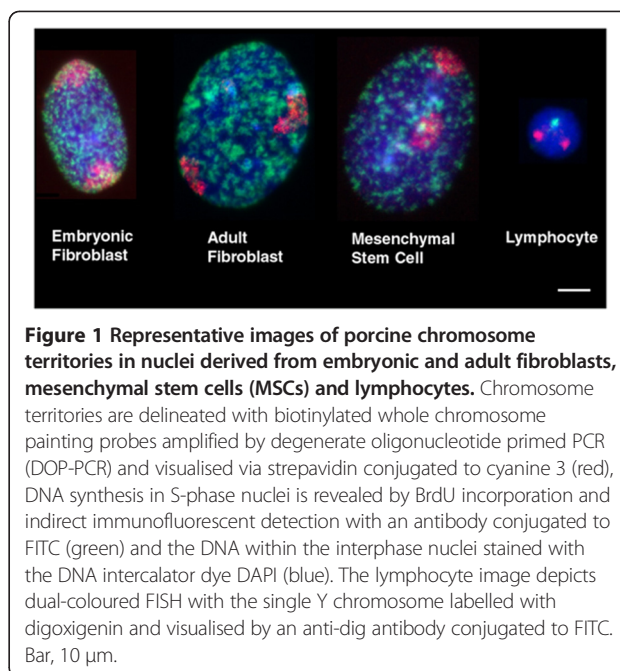 Embryonic Fibroblast
Adult Fibroblast
Mesenchymal Stem Cell
Lymphocyte
Figure 1 Representative images of porcine chromosome
territories in nuclei derived from embryonic and adult fibroblasts,
mesenchymal stem cells (MSCs) and lymphocytes. Chromosome
territories are delineated with biotinylated whole chromosome
painting probes amplified by degenerate oligonucleotide primed PCR
(DOP-PCR) and visualised via strepavidin conjugated to cyanine 3 (red),
DNA synthesis in S-phase nuclei is revealed by BrdU incorporation and
indirect immunofluorescent detection with an antibody conjugated to
FITC (green) and the DNA within the interphase nuclei stained with
the DNA intercalator dye DAPI (blue). The lymphocyte image depicts
dual-coloured FISH with the single Y chromosome labelled with
digoxigenin and visualised by an anti-dig antibody conjugated to FITC.
Bar, 10 μm.